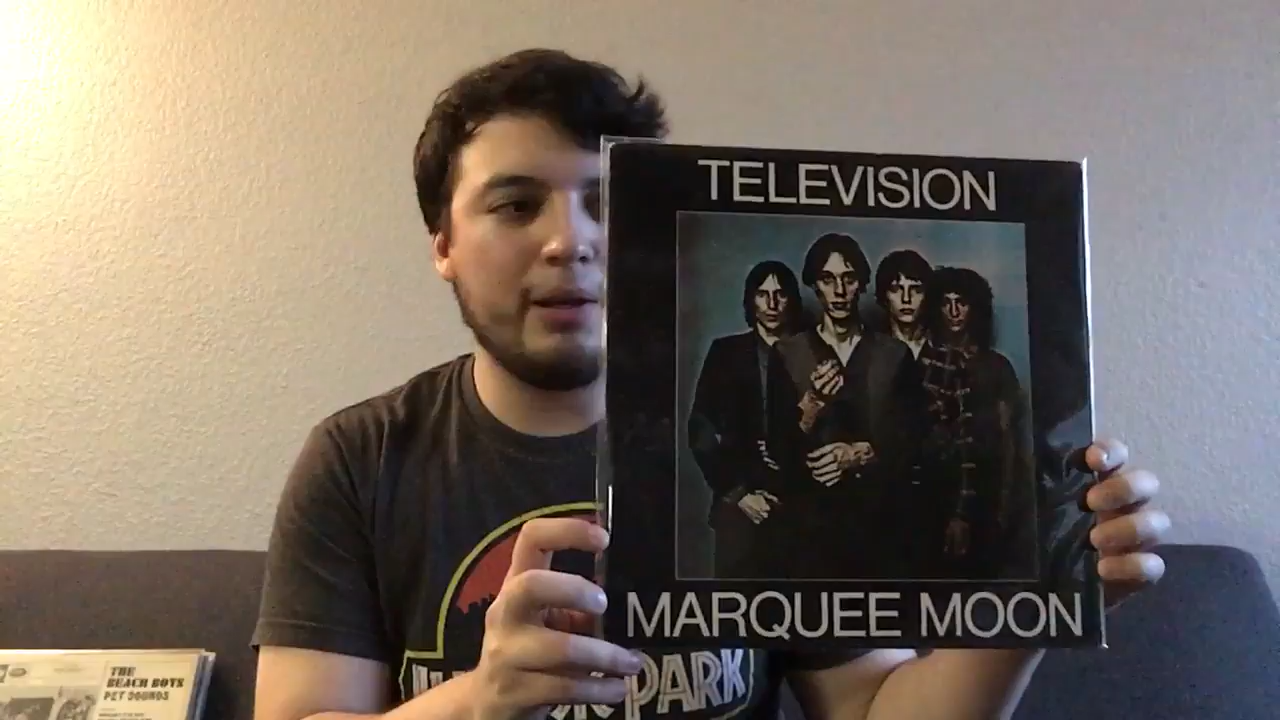 TELEVISION
MARQUEE MOON
PARK
THE
BEACH BOYS
PET SOUNDS